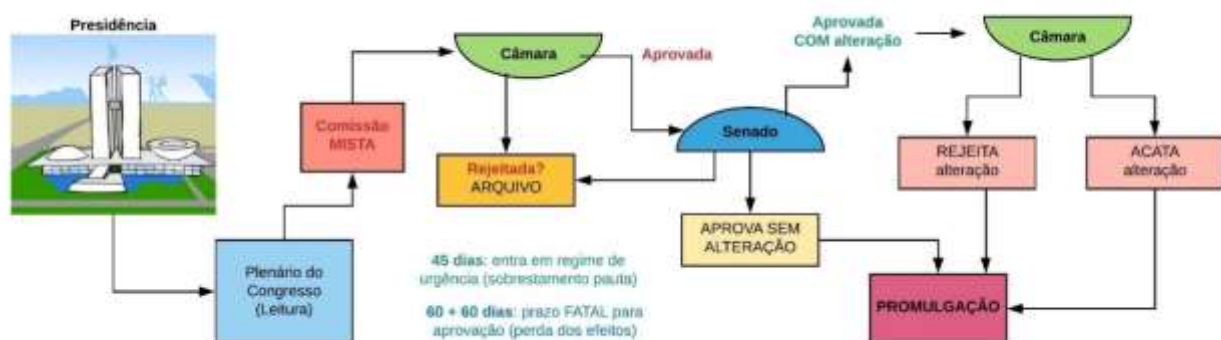 Presidência
Plenário do
Congresso
(Leitura)
Comissão
MISTA
Câmara
Aprovada
Rejeitada?
ARQUIVO
Senado
APROVA SEM
ALTERAÇÃO
Aprovada
COM alteração
Câmara
REJEITA
alteração
ACATA
alteração
PROMULGAÇÃO
45 dias: entra em regime de
urgência (sobrestamento pauta)
60 + 60 dias: prazo FATAL para
aprovação (perda dos efeitos)